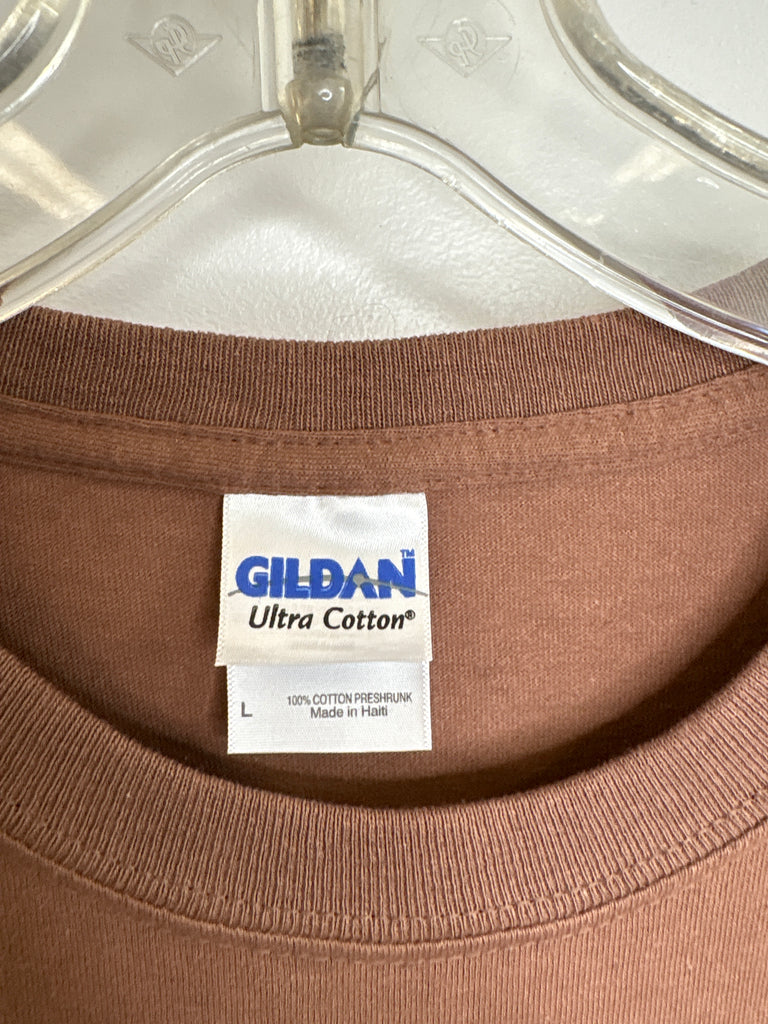 GILDAN™
Ultra Cotton®
L
100% COTTON PRESHRUNK
Made in Haiti